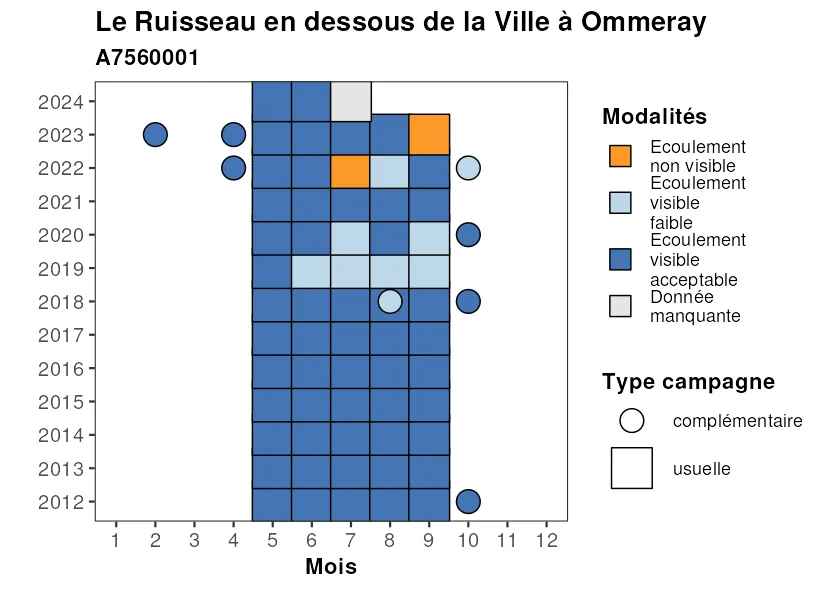 Le Ruisseau en dessous de la Ville à Ommeray
A7560001
2024
2023
2022
2021
2020
2019
2018
2017
2016
2015
2014
2013
2012
1 2 3 4 5 6 7 8 9 10 11 12
Mois
Modalités
Ecoulement
non visible
Ecoulement
visible
faible
Ecoulement
visible
acceptable
Donnée
manquante
Type campagne
complémentaire
usuelle